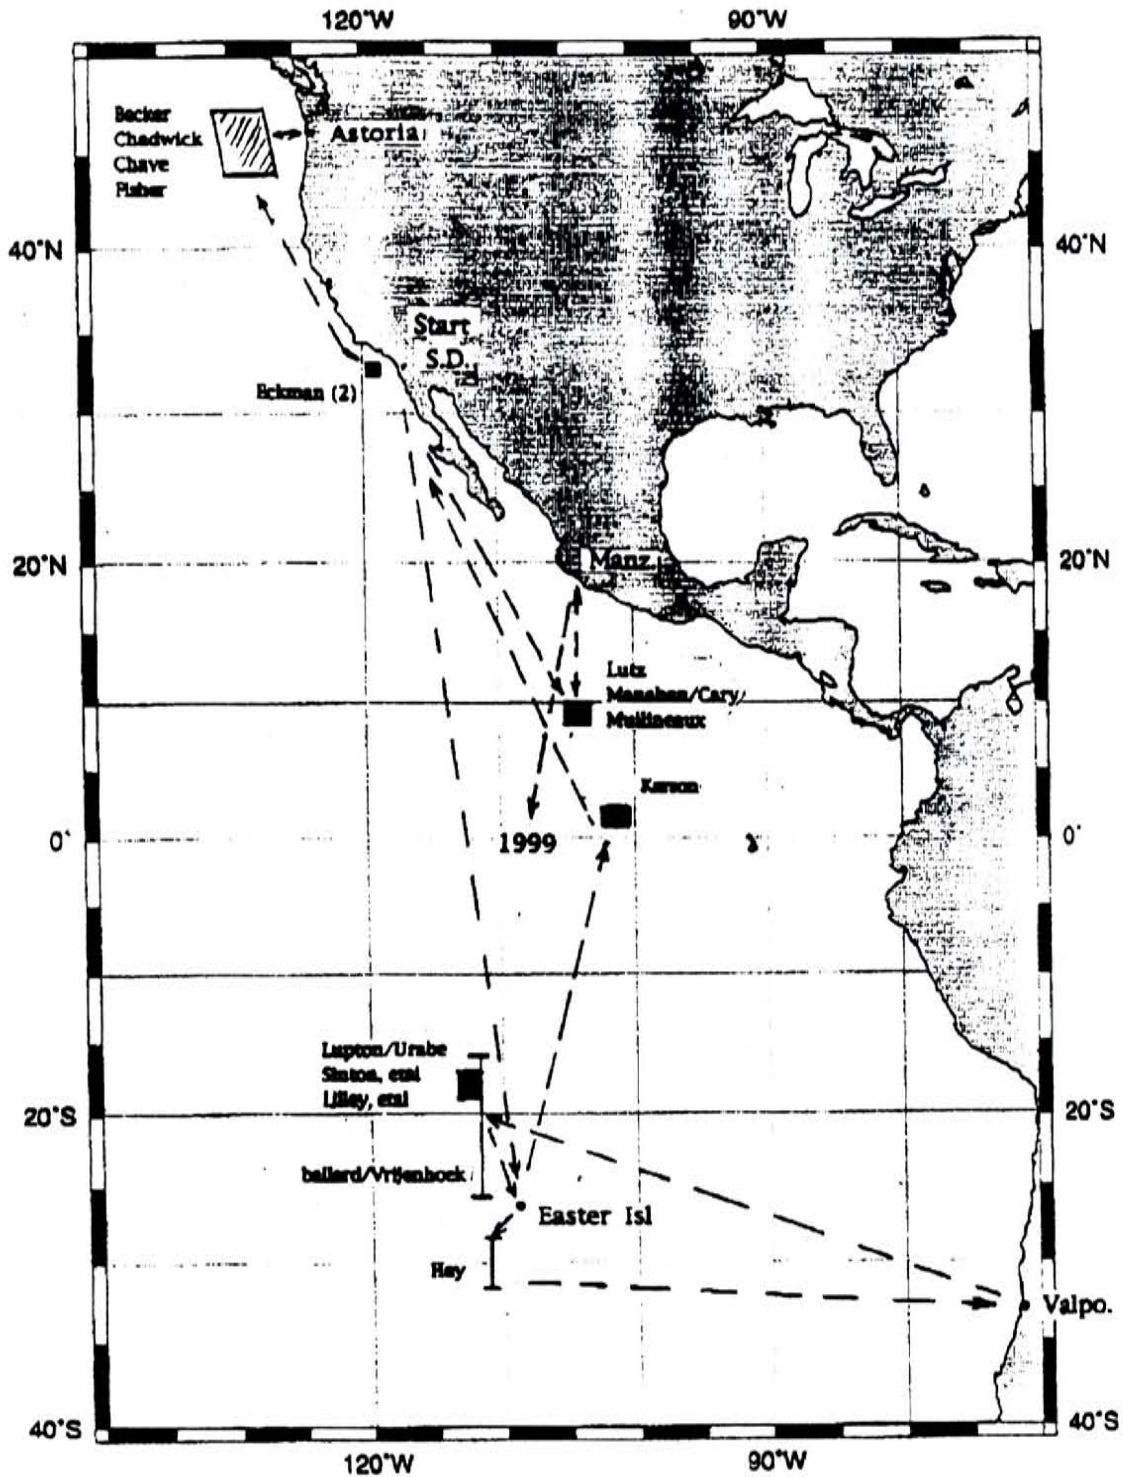 120°W 90°W
Becker
Chadwick
Chave
Fisher
Astoria
40°N 40°N
Start
S.D.
Eckman (2)
20°N 20°N
Manz.
Lutz
Manahan/Cary
Mullineaux
Karson
0° 0°
1999
Lupton/Urabe
Sinton, etal
Lilley, etal
20°S 20°S
ballard/Vrijenhoek
Easter Isl
Hey
Valpo.
40°S 40°S
120°W 90°W